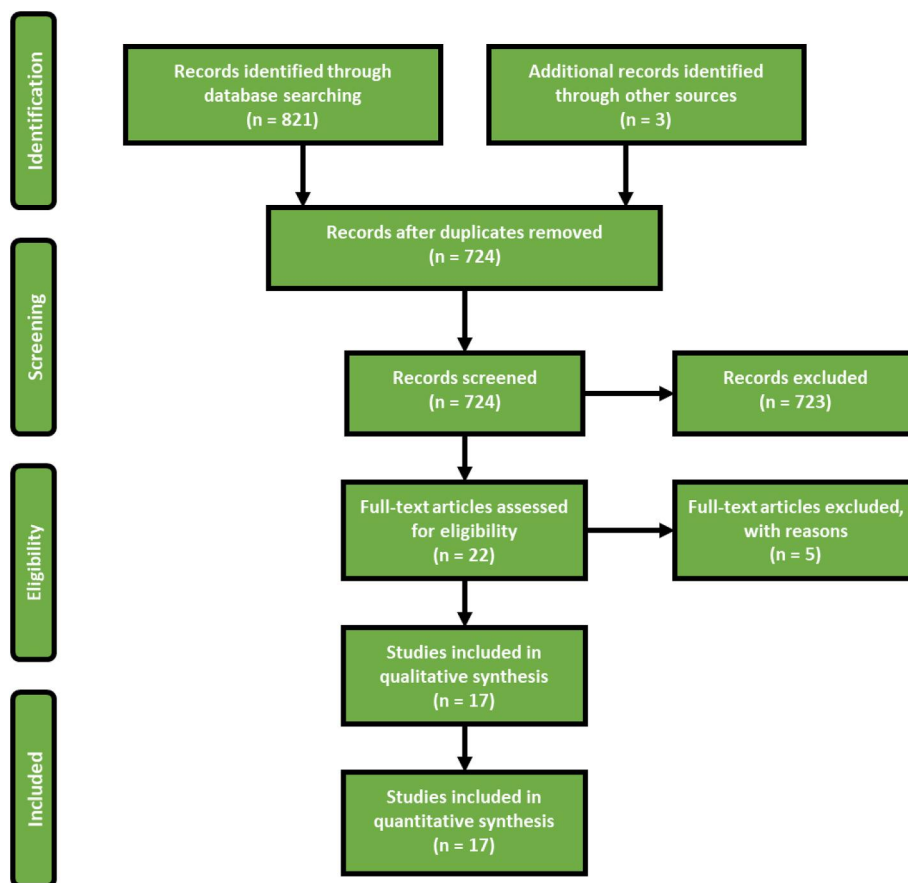 Identification
Records identified through
database searching
(n = 821)
Additional records identified
through other sources
(n = 3)
Records after duplicates removed
(n = 724)
Screening
Records screened
(n = 724)
Records excluded
(n = 723)
Eligibility
Full-text articles assessed
for eligibility
(n = 22)
Full-text articles excluded,
with reasons
(n = 5)
Studies included in
qualitative synthesis
(n = 17)
Included
Studies included in
quantitative synthesis
(n = 17)